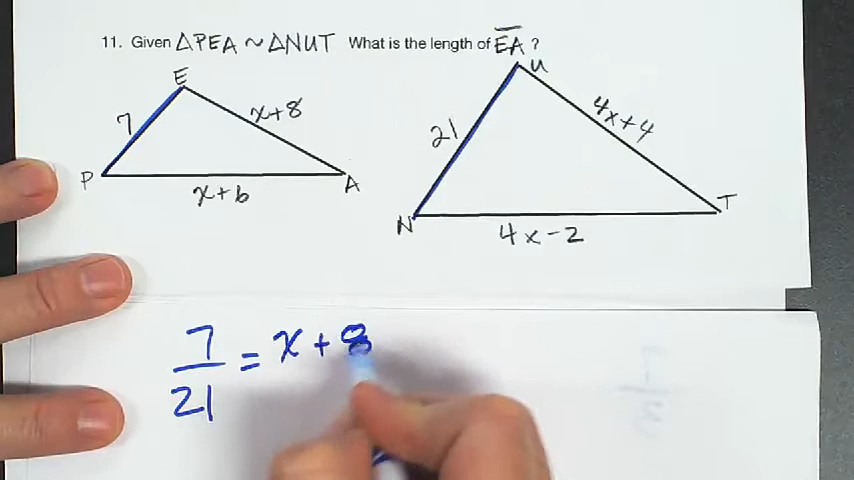 11. Given △PEA ~ △NUT What is the length of E̅A̅?
E
U
7
x+8
21
4x+4
P
x+6
A
N
4x-2
T
7/21 = x+8